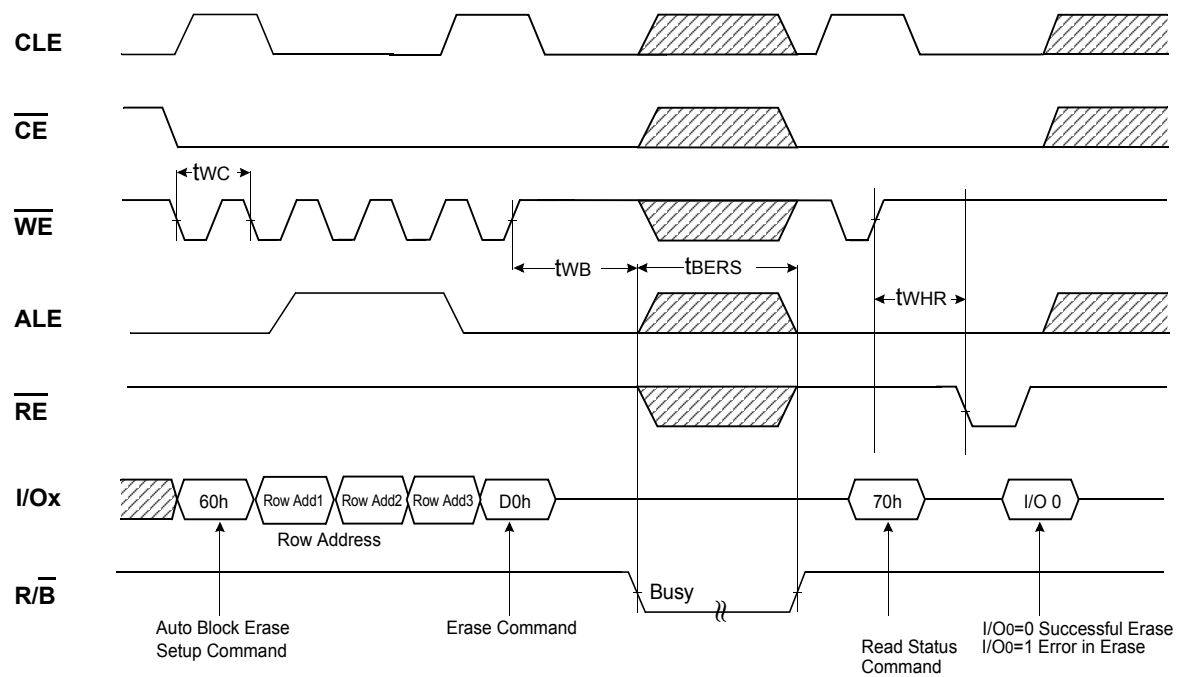 CLE
CE
tWC
WE
tWB
tBERS
tWHR
ALE
RE
I/Ox
60h
Row Add1
Row Add2
Row Add3
D0h
70h
I/O 0
Row Address
R/B
Busy
Auto Block Erase
Setup Command
Erase Command
Read Status
Command
I/O0=0 Successful Erase
I/O0=1 Error in Erase